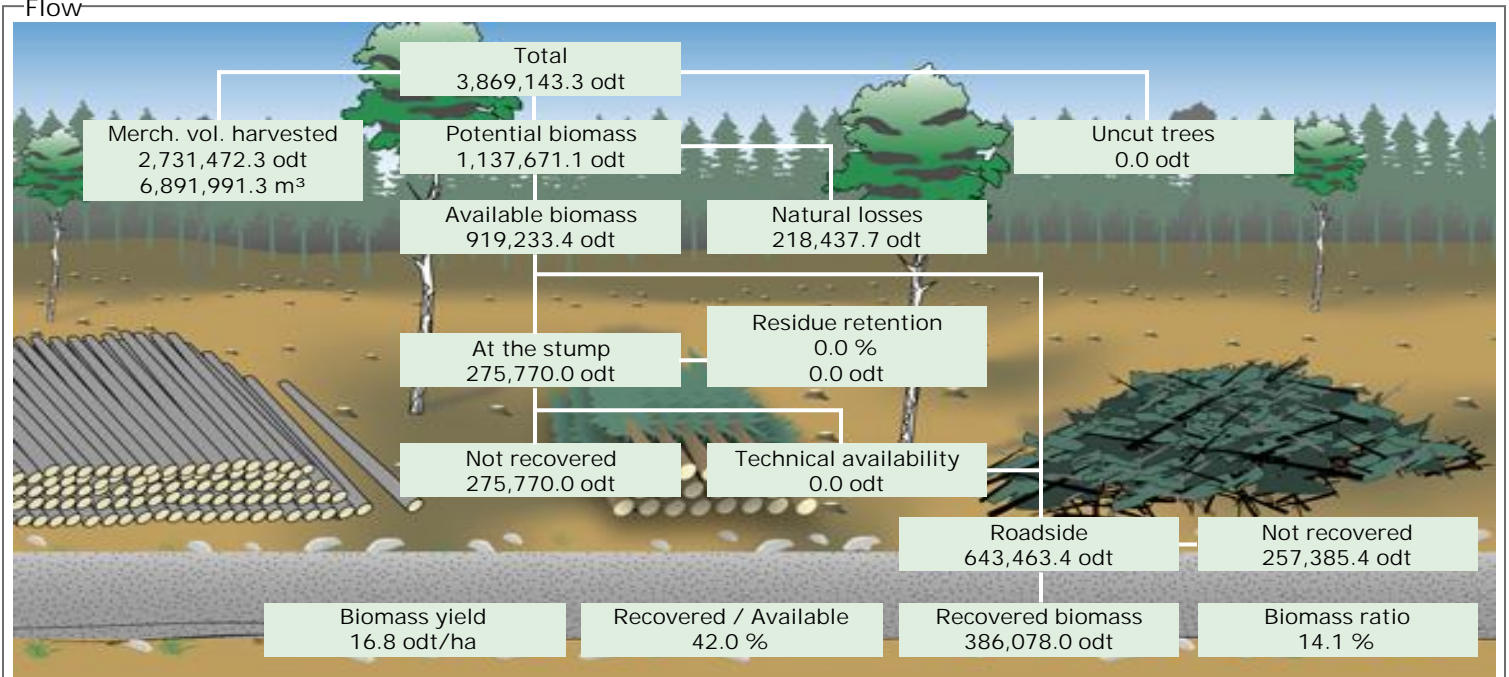 Flow
Total
3,869,143.3 odt
Merch. vol. harvested
2,731,472.3 odt
6,891,991.3 m³
Potential biomass
1,137,671.1 odt
Uncut trees
0.0 odt
Available biomass
919,233.4 odt
Natural losses
218,437.7 odt
At the stump
275,770.0 odt
Residue retention
0.0 %
0.0 odt
Not recovered
275,770.0 odt
Technical availability
0.0 odt
Roadside
643,463.4 odt
Not recovered
257,385.4 odt
Biomass yield
16.8 odt/ha
Recovered / Available
42.0 %
Recovered biomass
386,078.0 odt
Biomass ratio
14.1 %